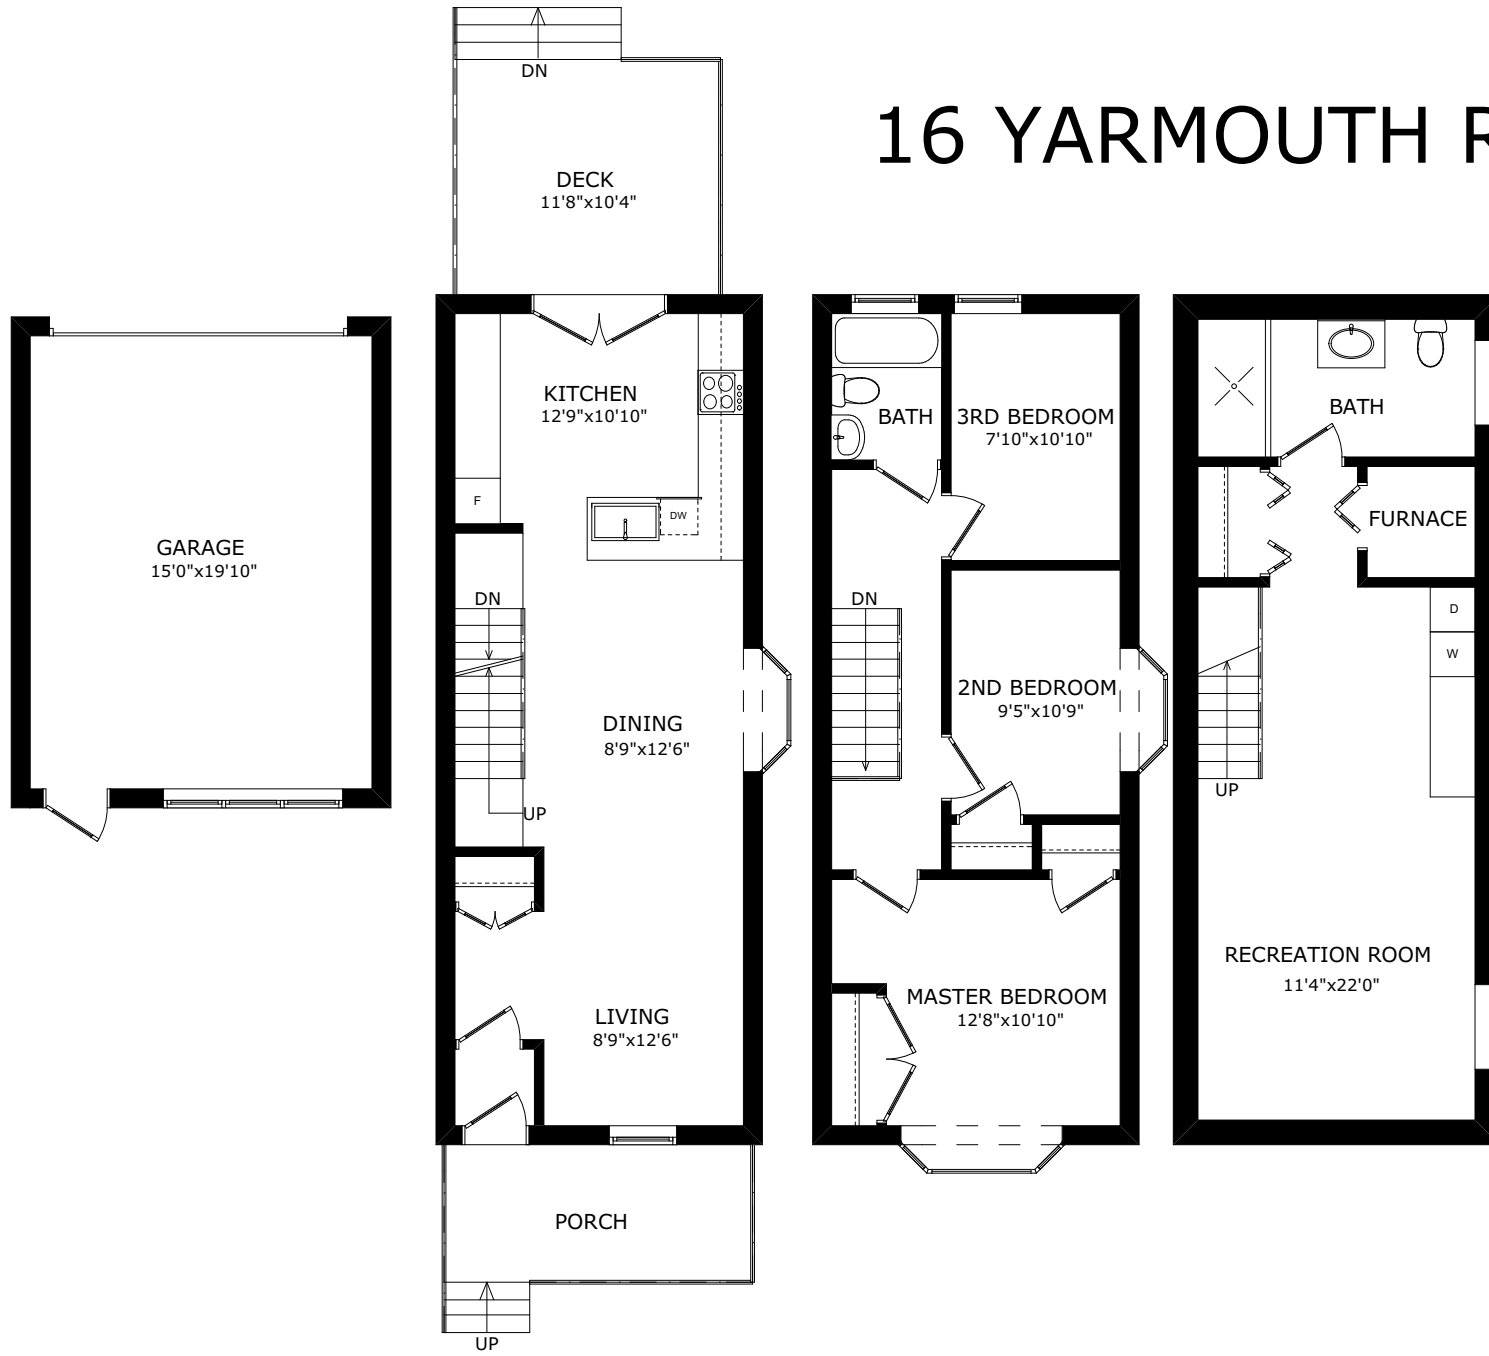 16 YARMOUTH R
GARAGE
15'0"x19'10"
DN
DECK
11'8"x10'4"
KITCHEN
12'9"x10'10"
F
DW
DN
DINING
8'9"x12'6"
UP
LIVING
8'9"x12'6"
PORCH
UP
BATH
3RD BEDROOM
7'10"x10'10"
DN
2ND BEDROOM
9'5"x10'9"
MASTER BEDROOM
12'8"x10'10"
BATH
FURNACE
D
W
UP
RECREATION ROOM
11'4"x22'0"